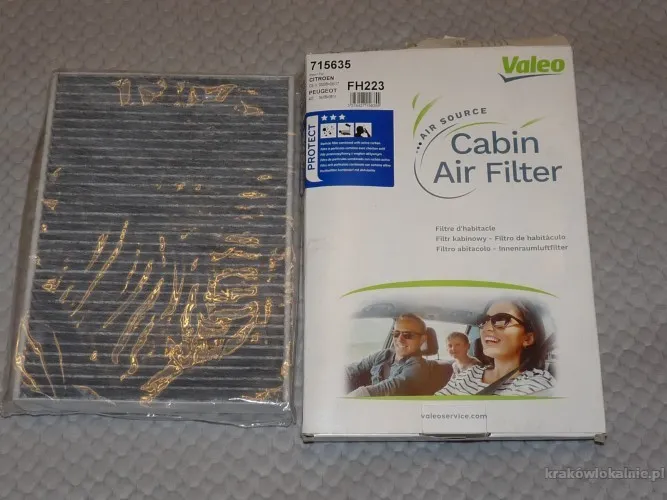 715635
Valeo
CITROEN
PEUGEOT
FH223
PROTECT
AIR SOURCE
Cabin
Air Filter
Filtre d'habitacle
Filtr kabinowy – Filtro de habitáculo
Filtro abitacolo – Innenraumluftfilter
valeoservice.com
krakówlokalnie.pl